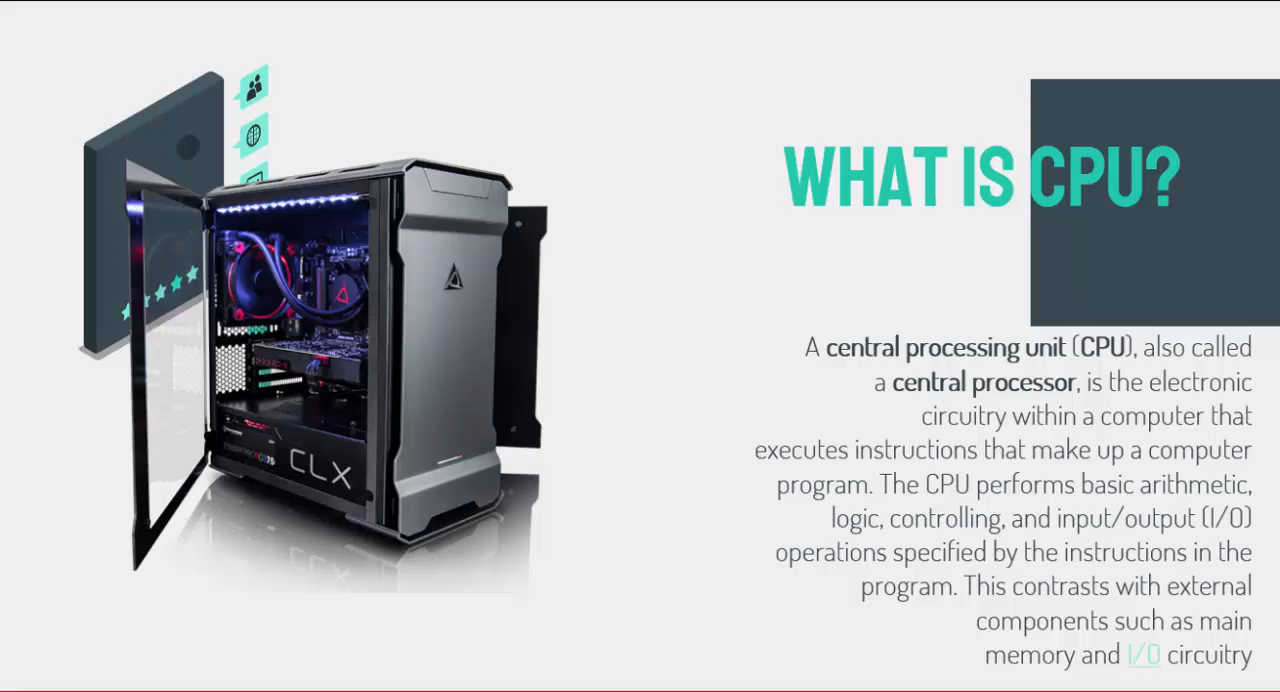 WHAT IS CPU?
A central processing unit (CPU), also called
a central processor, is the electronic
circuitry within a computer that
executes instructions that make up a computer
program. The CPU performs basic arithmetic,
logic, controlling, and input/output (I/O)
operations specified by the instructions in the
program. This contrasts with external
components such as main
memory and I/O circuitry
CLX